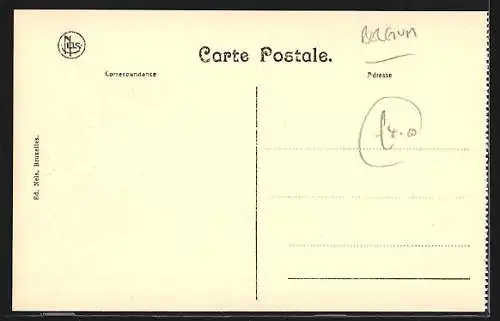 BELGIUM
Carte Postale.
Correspondance
Adresse
£4.00
Ed. Nels, Bruxelles.